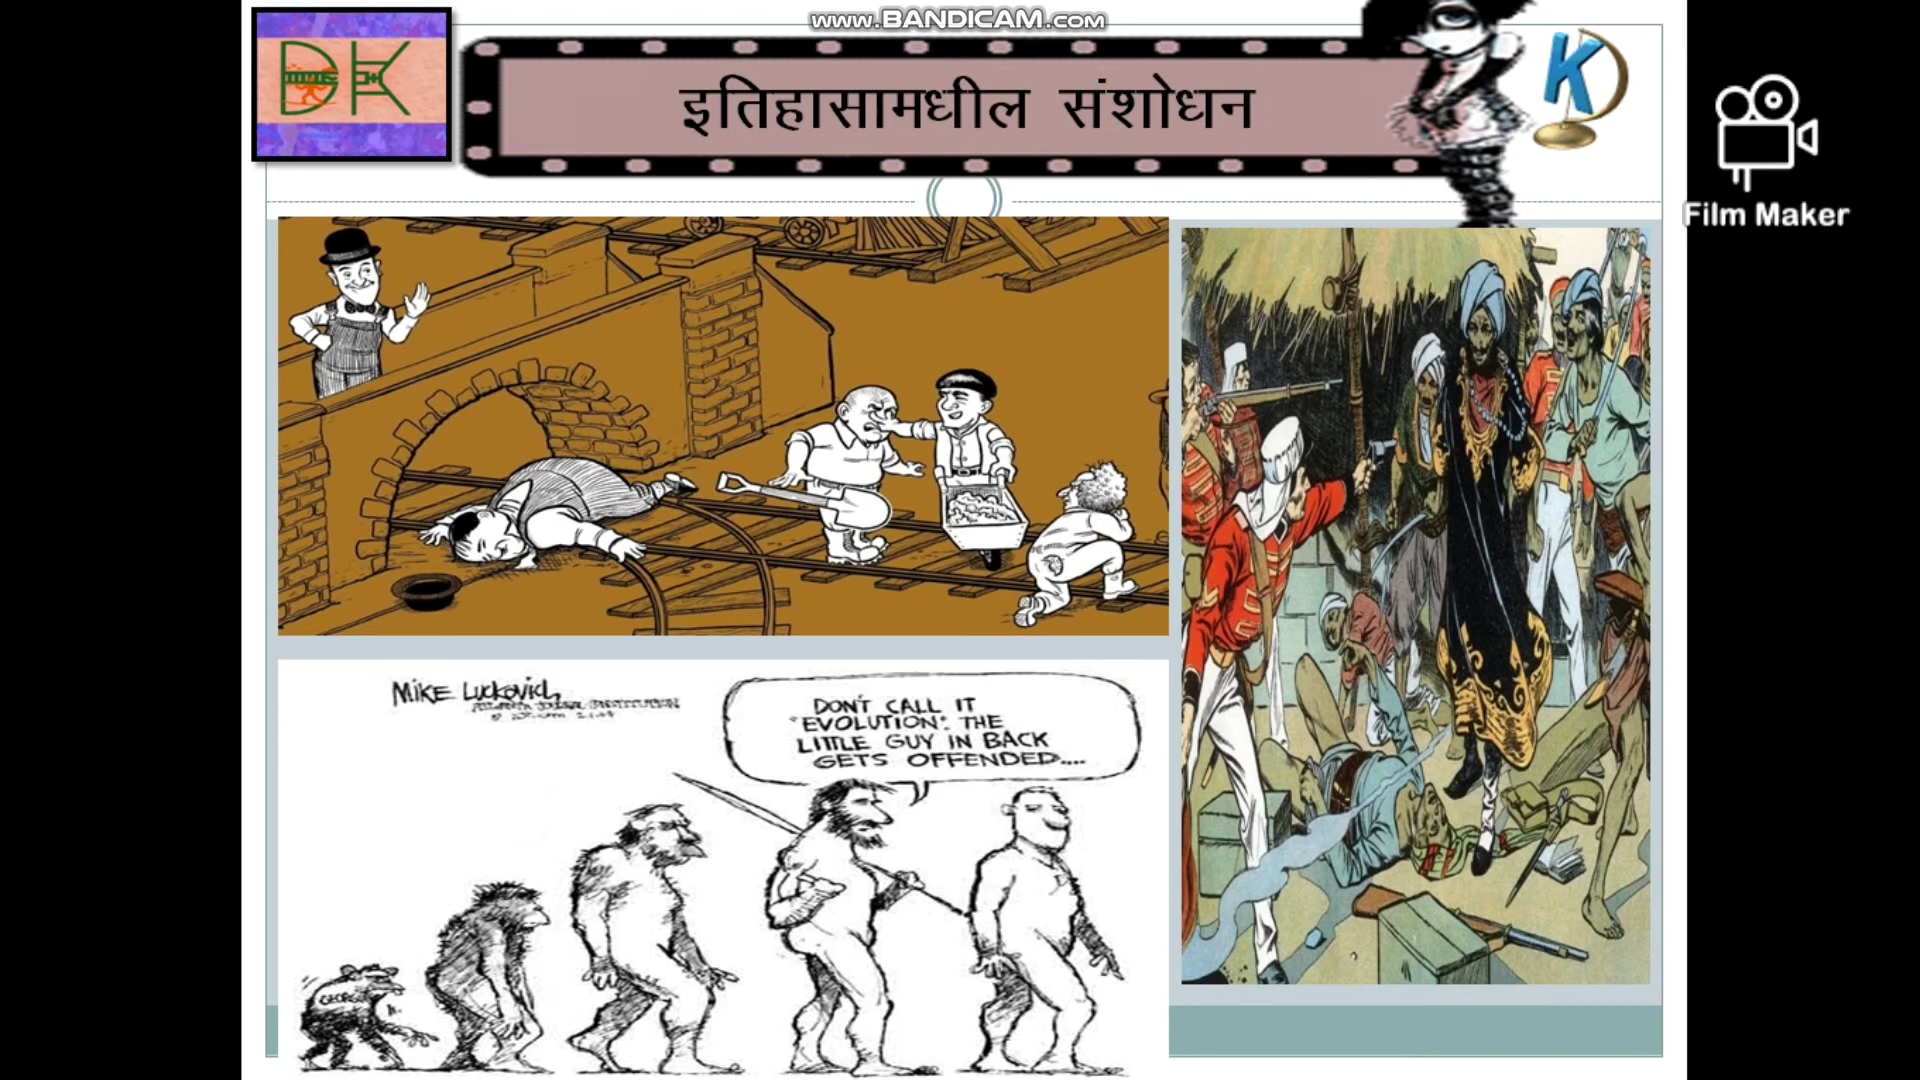 www.BANDICAM.com
DK
इतिहासामधील संशोधन
K
Film Maker
MIKE LUCKOVICH
DON'T CALL IT
"EVOLUTION". THE
LITTLE GUY IN BACK
GETS OFFENDED....